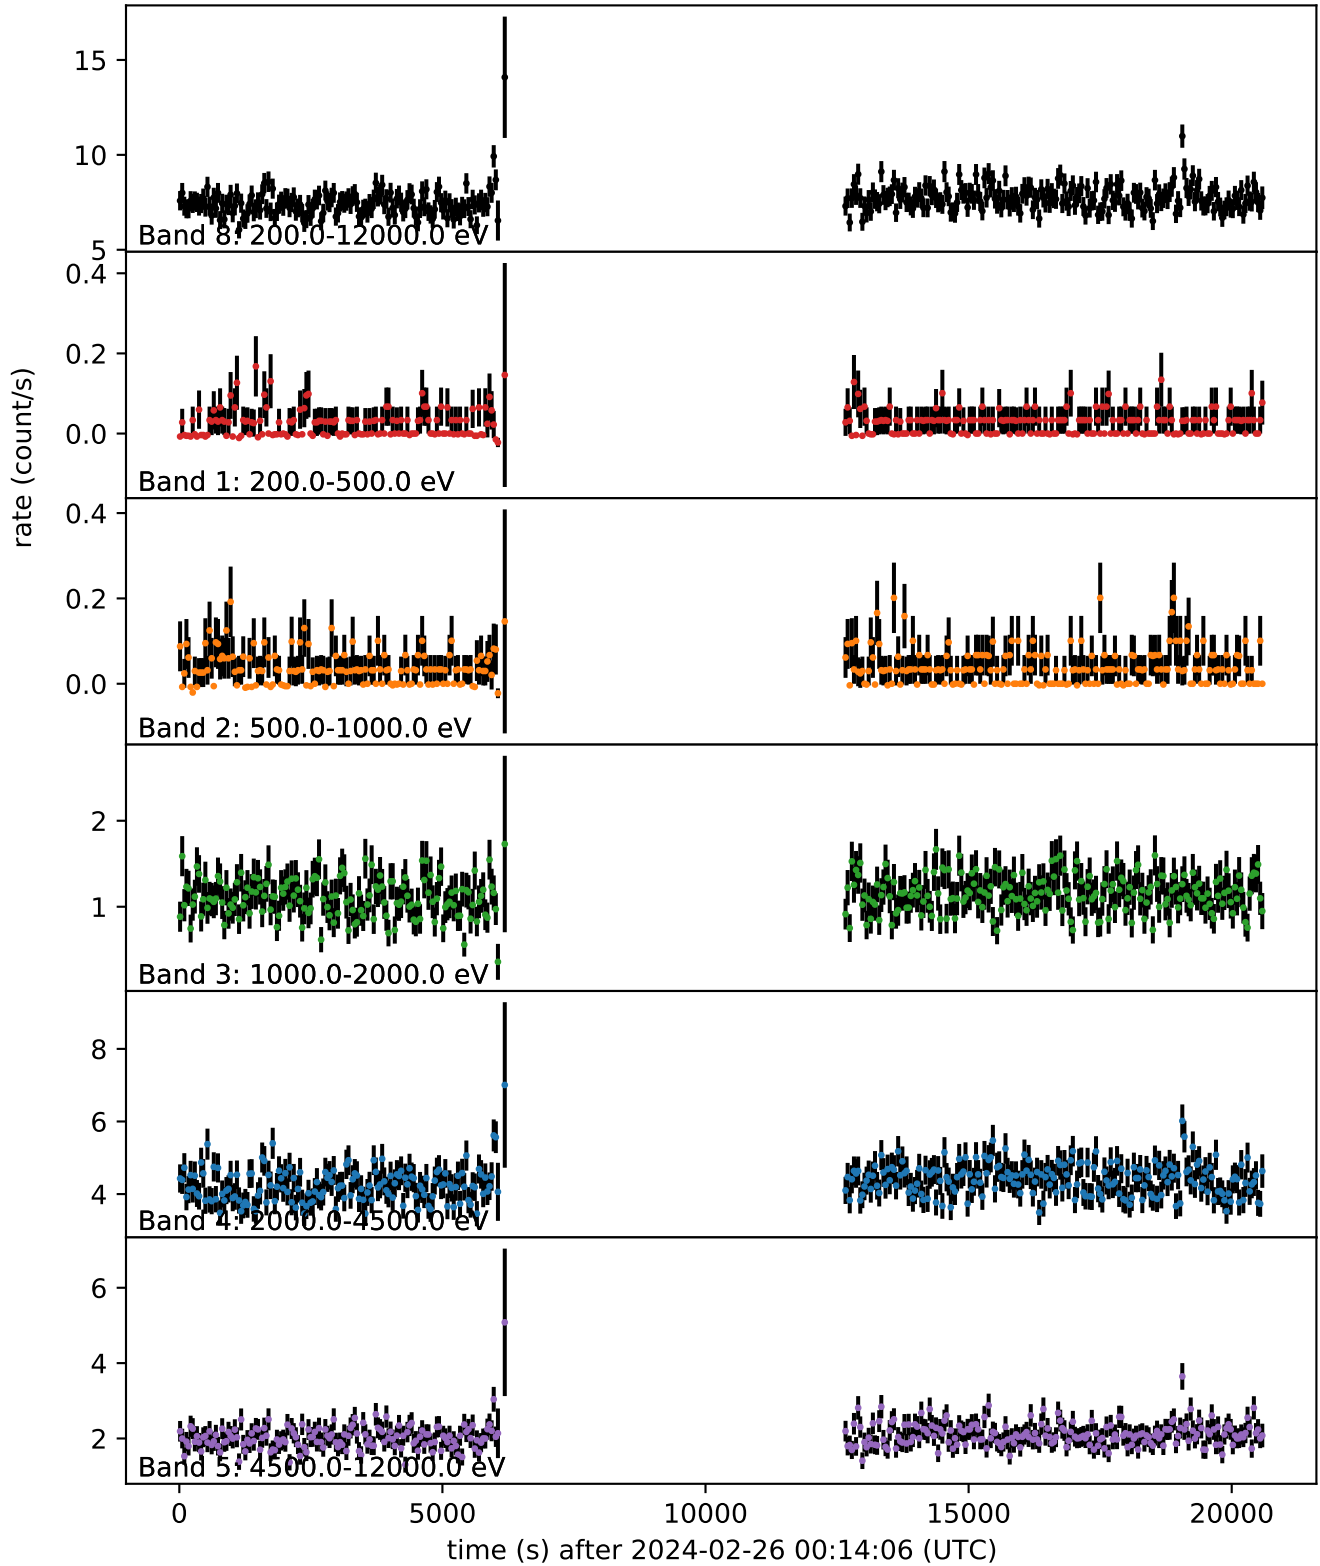 15
10
5
Band 8: 200.0-12000.0 eV
0.4
0.2
0.0
Band 1: 200.0-500.0 eV
rate (count/s)
0.4
0.2
0.0
Band 2: 500.0-1000.0 eV
2
1
Band 3: 1000.0-2000.0 eV
8
6
4
Band 4: 2000.0-4500.0 eV
6
4
2
Band 5: 4500.0-12000.0 eV
0 5000 10000 15000 20000
time (s) after 2024-02-26 00:14:06 (UTC)